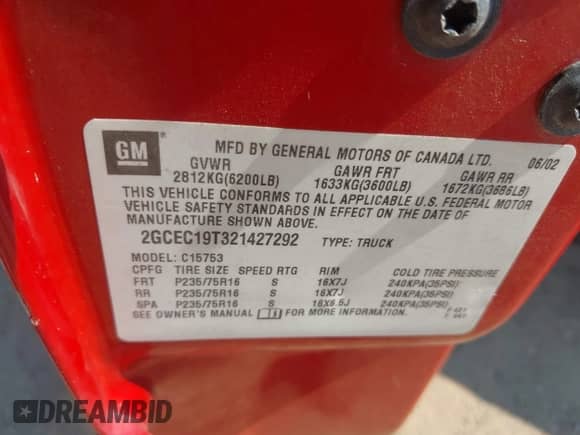 GM
MFD BY GENERAL MOTORS OF CANADA LTD. 06/02
GVWR GAWR FRT GAWR RR
2812KG(6200LB) 1633KG(3600LB) 1672KG(3686LB)
THIS VEHICLE CONFORMS TO ALL APPLICABLE U.S. FEDERAL MOTOR
VEHICLE SAFETY STANDARDS IN EFFECT ON THE DATE OF
MANUFACTURE SHOWN ABOVE.
2GCEC19T321427292 TYPE: TRUCK
MODEL: C15753
CPFG TIRE SIZE SPEED RTG RIM COLD TIRE PRESSURE
FRT P235/75R16 S 16X7J 240KPA(35PSI)
RR P235/75R16 S 16X7J 240KPA(35PSI)
SPA P235/75R16 S 16X6.5J 240KPA(35PSI)
SEE OWNER'S MANUAL FOR MORE INFORMATION.
DREAMBID